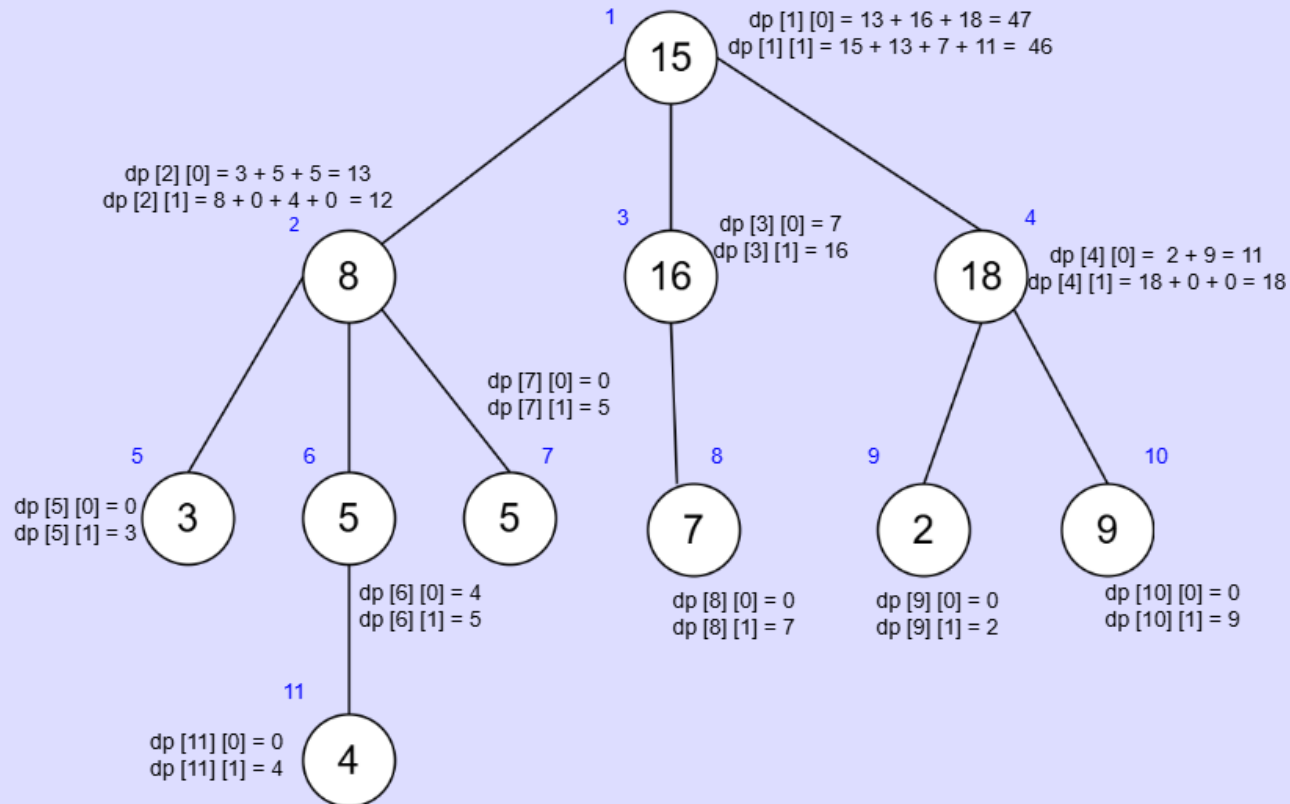 1
15
dp [1] [0] = 13 + 16 + 18 = 47
dp [1] [1] = 15 + 13 + 7 + 11 =  46
dp [2] [0] = 3 + 5 + 5 = 13
dp [2] [1] = 8 + 0 + 4 + 0  = 12
2
8
3
16
dp [3] [0] = 7
dp [3] [1] = 16
4
18
dp [4] [0] =  2 + 9 = 11
dp [4] [1] = 18 + 0 + 0 = 18
dp [7] [0] = 0
dp [7] [1] = 5
5
3
dp [5] [0] = 0
dp [5] [1] = 3
6
5
dp [6] [0] = 4
dp [6] [1] = 5
7
5
8
7
dp [8] [0] = 0
dp [8] [1] = 7
9
2
dp [9] [0] = 0
dp [9] [1] = 2
10
9
dp [10] [0] = 0
dp [10] [1] = 9
11
4
dp [11] [0] = 0
dp [11] [1] = 4